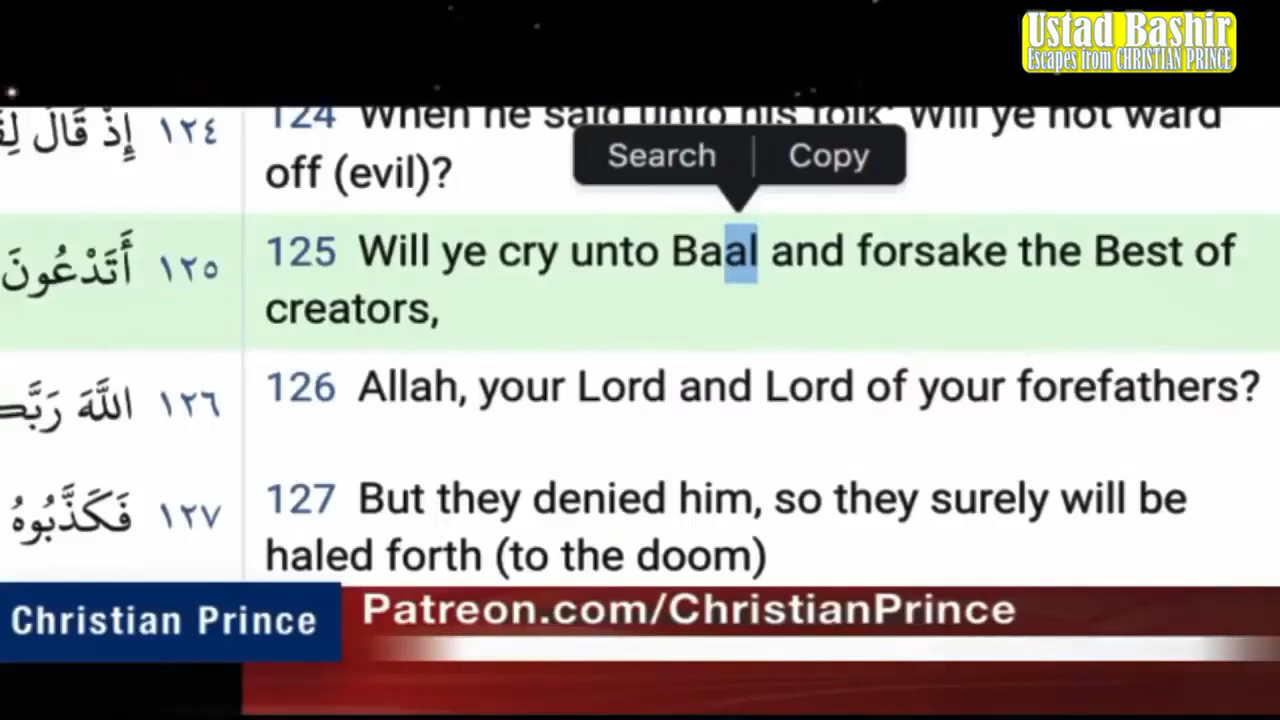 Ustad Bashir
Escapes from CHRISTIAN PRINCE
١٢٤ إِذْ قَالَ
124 When he said unto his folk: Will ye not ward
off (evil)?
Search
Copy
١٢٥ أَتَدْعُونَ
125 Will ye cry unto Baal and forsake the Best of
creators,
١٢٦ اللَّهَ
126 Allah, your Lord and Lord of your forefathers?
١٢٧ فَكَذَّبُوهُ
127 But they denied him, so they surely will be
haled forth (to the doom)
Christian Prince
Patreon.com/ChristianPrince